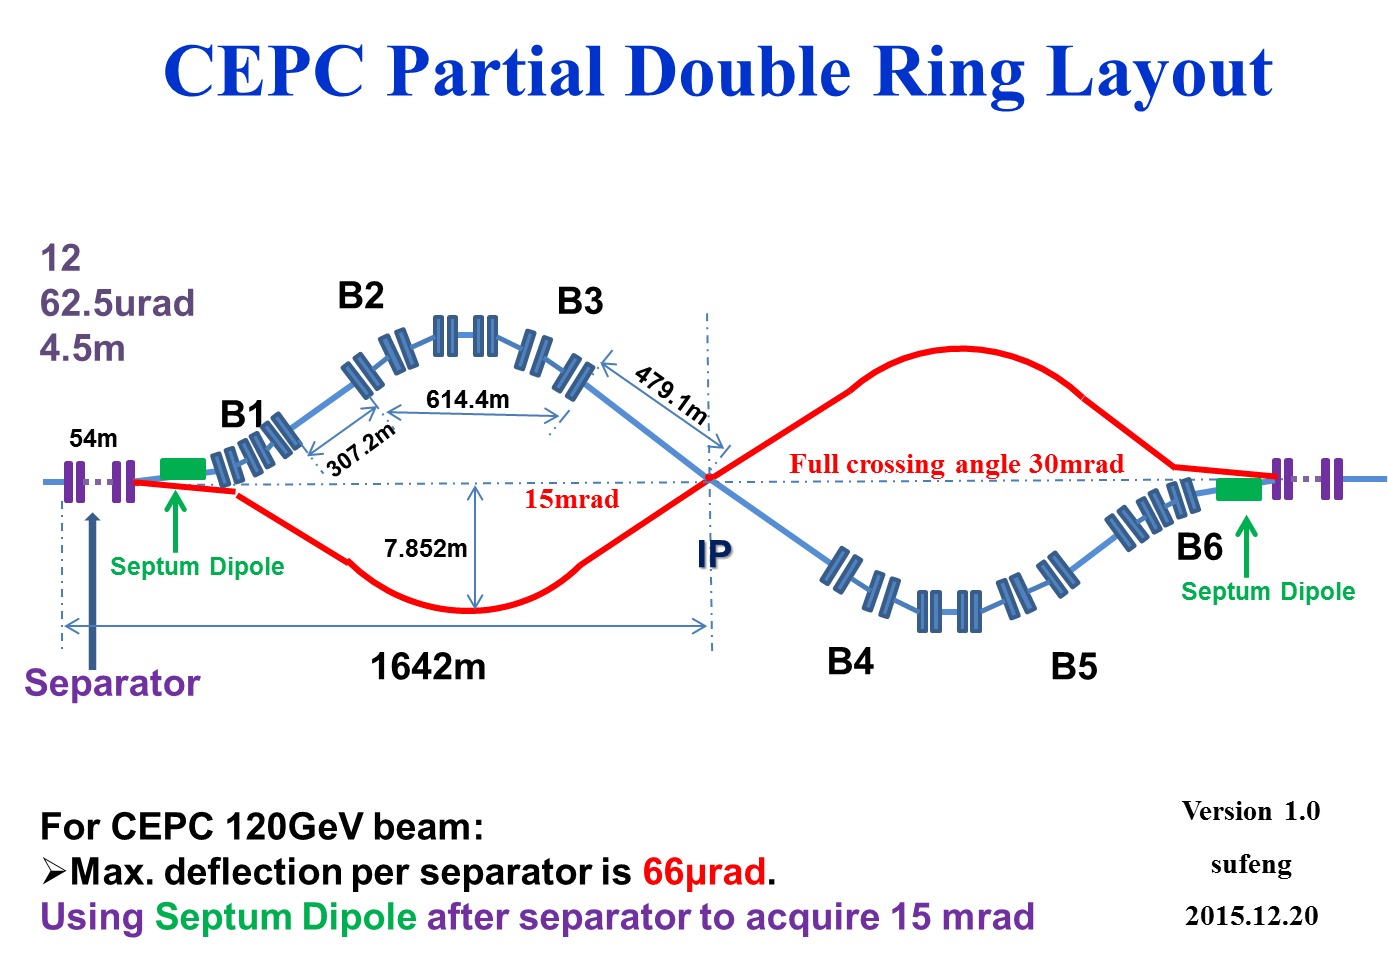 CEPC Partial Double Ring Layout
12
62.5urad
4.5m
B2
B3
B1
54m
614.4m
307.2m
479.1m
Full crossing angle 30mrad
15mrad
7.852m
IP
Septum Dipole
B6
Septum Dipole
1642m
B4
B5
Separator
For CEPC 120GeV beam:
➢Max. deflection per separator is 66μrad.
Using Septum Dipole after separator to acquire 15 mrad
Version 1.0
sufeng
2015.12.20